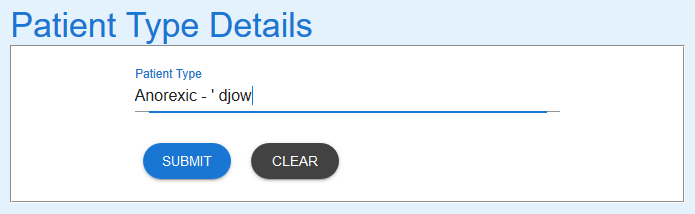 Patient Type Details
Patient Type
Anorexic - ' djow
SUBMIT CLEAR